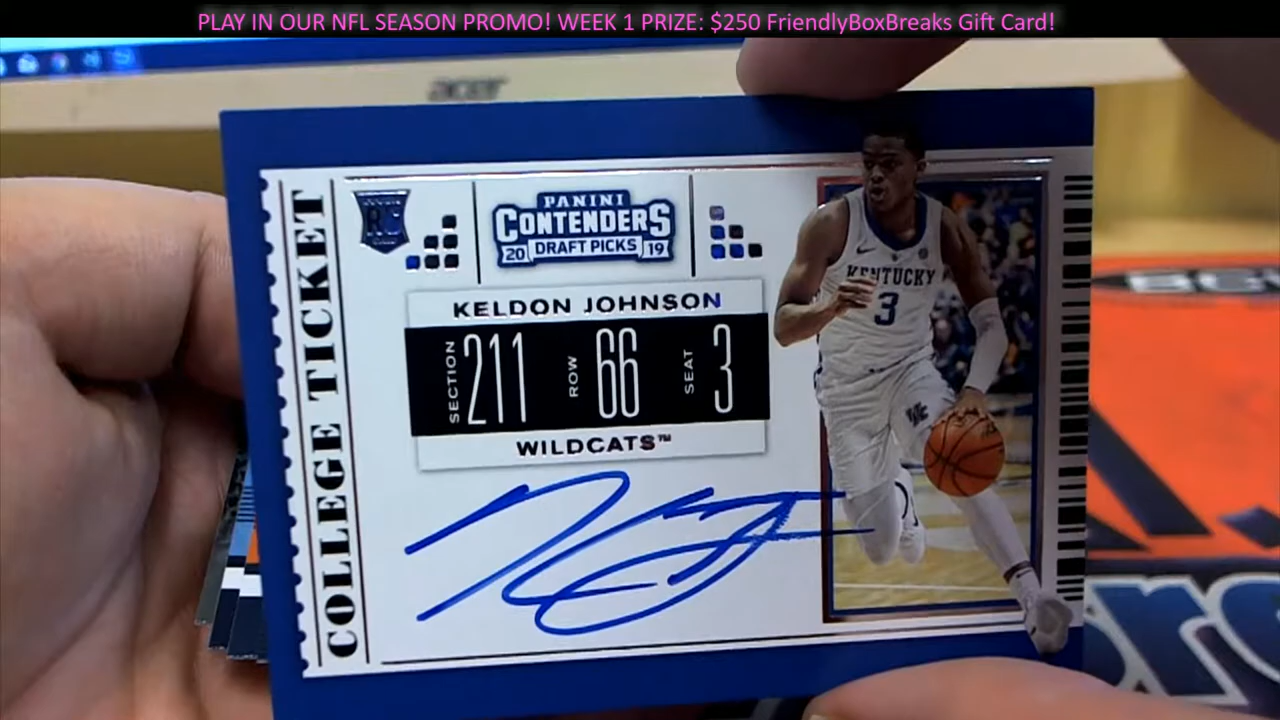 PLAY IN OUR NFL SEASON PROMO! WEEK 1 PRIZE: $250 FriendlyBoxBreaks Gift Card!
acer
COLLEGE TICKET
RC
PANINI
CONTENDERS
20 DRAFT PICKS 19
KELDON JOHNSON
SECTION 211 ROW 66 SEAT 3
WILDCATS™
KENTUCKY
3
UK